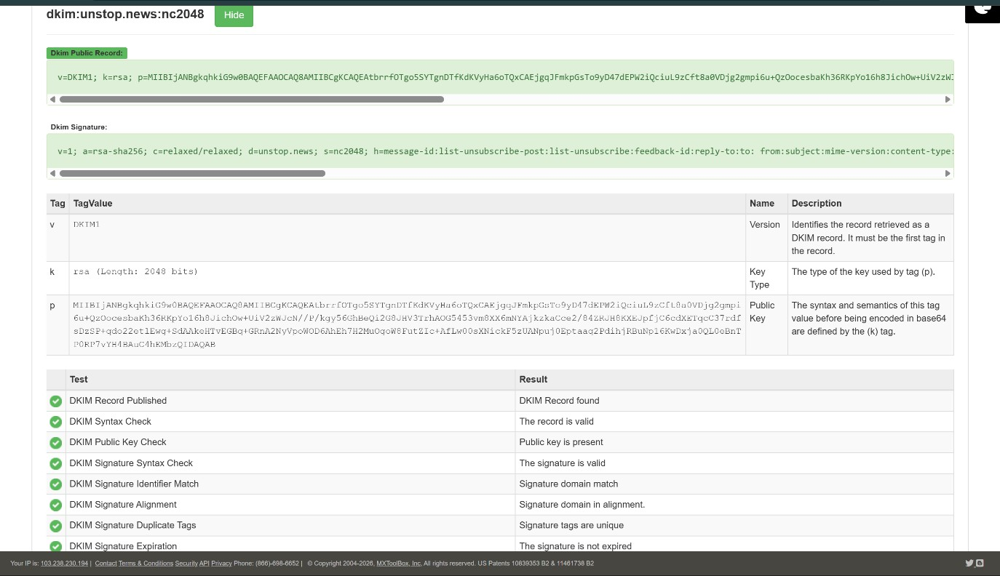 dkim:unstop.news:nc2048 Hide
Dkim Public Record:
v=DKIM1; k=rsa; p=MIIBIjANBgkqhkiG9w0BAQEFAAOCAQ8AMIIBCgKCAQEAtbrrfOTgo5SYTgnDTfKdKVyHa6oTQxCAEjgqJFmkpGsTo9yD47dEPW2iQciuL9zCft8a0VDjg2gmpi6u+QzOocesbaKh36RKpYo16h8JichOw+UiV2zWJ
Dkim Signature:
v=1; a=rsa-sha256; c=relaxed/relaxed; d=unstop.news; s=nc2048; h=message-id:list-unsubscribe-post:list-unsubscribe:feedback-id:reply-to:to: from:subject:mime-version:content-type:
Tag TagValue Name Description
v DKIM1 Version Identifies the record retrieved as a
DKIM record. It must be the first tag in
the record.
k rsa (Length: 2048 bits) Key The type of the key used by tag (p).
Type
p MIIBIjANBgkqhkiG9w0BAQEFAAOCAQ8AMIIBCgKCAQEAtbrrfOTgo5SYTgnDTfKdKVyHa6oTQxCAEjgqJFmkpGsTo9yD47dEPW2iQciuL9zCft8a0VDjg2gmpi Public The syntax and semantics of this tag
6u+QzOocesbaKh36RKpYo16h8JichOw+UiV2zWJcN//P/kgy56GhBeQi2G8JHV3TrhAOG5453vm8XX6mNYAjkzkaCce2/84ZRJH8KXEJpfjC6cdXETqcC37rdf Key value before being encoded in base64
sDzSP+qdo22etlEwq+SdAAkeHTvEGBq+GRnA2NyVpoWOD6AhEh7H2MuOqoW8FutZIc+AfLw00sXNickF5zUANpuj0Eptaaq2PdihjRBuNp16KwDxja0QL0eBnT are defined by the (k) tag.
P0RP7vYH4BAuC4hEMbzQIDAQAB
Test Result
DKIM Record Published DKIM Record found
DKIM Syntax Check The record is valid
DKIM Public Key Check Public key is present
DKIM Signature Syntax Check The signature is valid
DKIM Signature Identifier Match Signature domain match
DKIM Signature Alignment Signature domain in alignment.
DKIM Signature Duplicate Tags Signature tags are unique
DKIM Signature Expiration The signature is not expired
Your IP is: 103.238.230.194 | Contact Terms & Conditions Security API Privacy Phone: (866)-698-6652 | © Copyright 2004-2026, MXToolBox, Inc, All rights reserved. US Patents 10839353 B2 & 11461738 B2